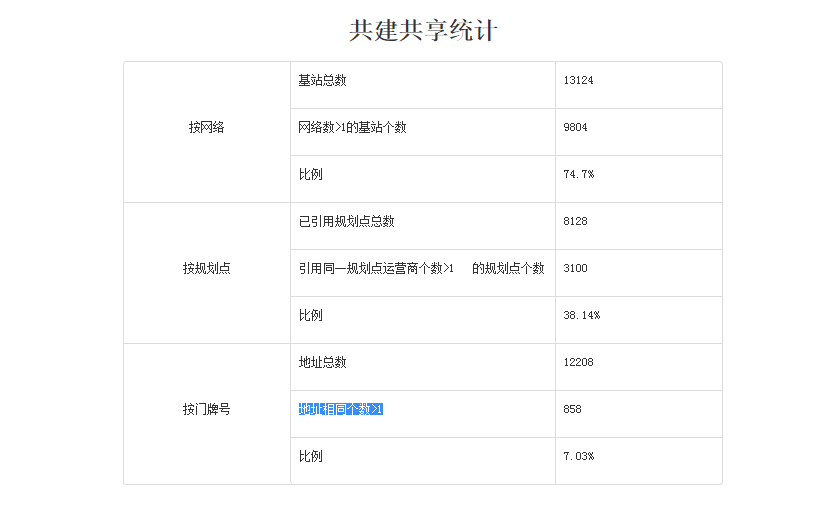 共建共享统计
按网络
基站总数
13124
网络数>1的基站个数
9804
比例
74.7%
按规划点
已引用规划点总数
8128
引用同一规划点运营商个数>1 的规划点个数
3100
比例
38.14%
按门牌号
地址总数
12208
地址相同个数>1
858
比例
7.03%